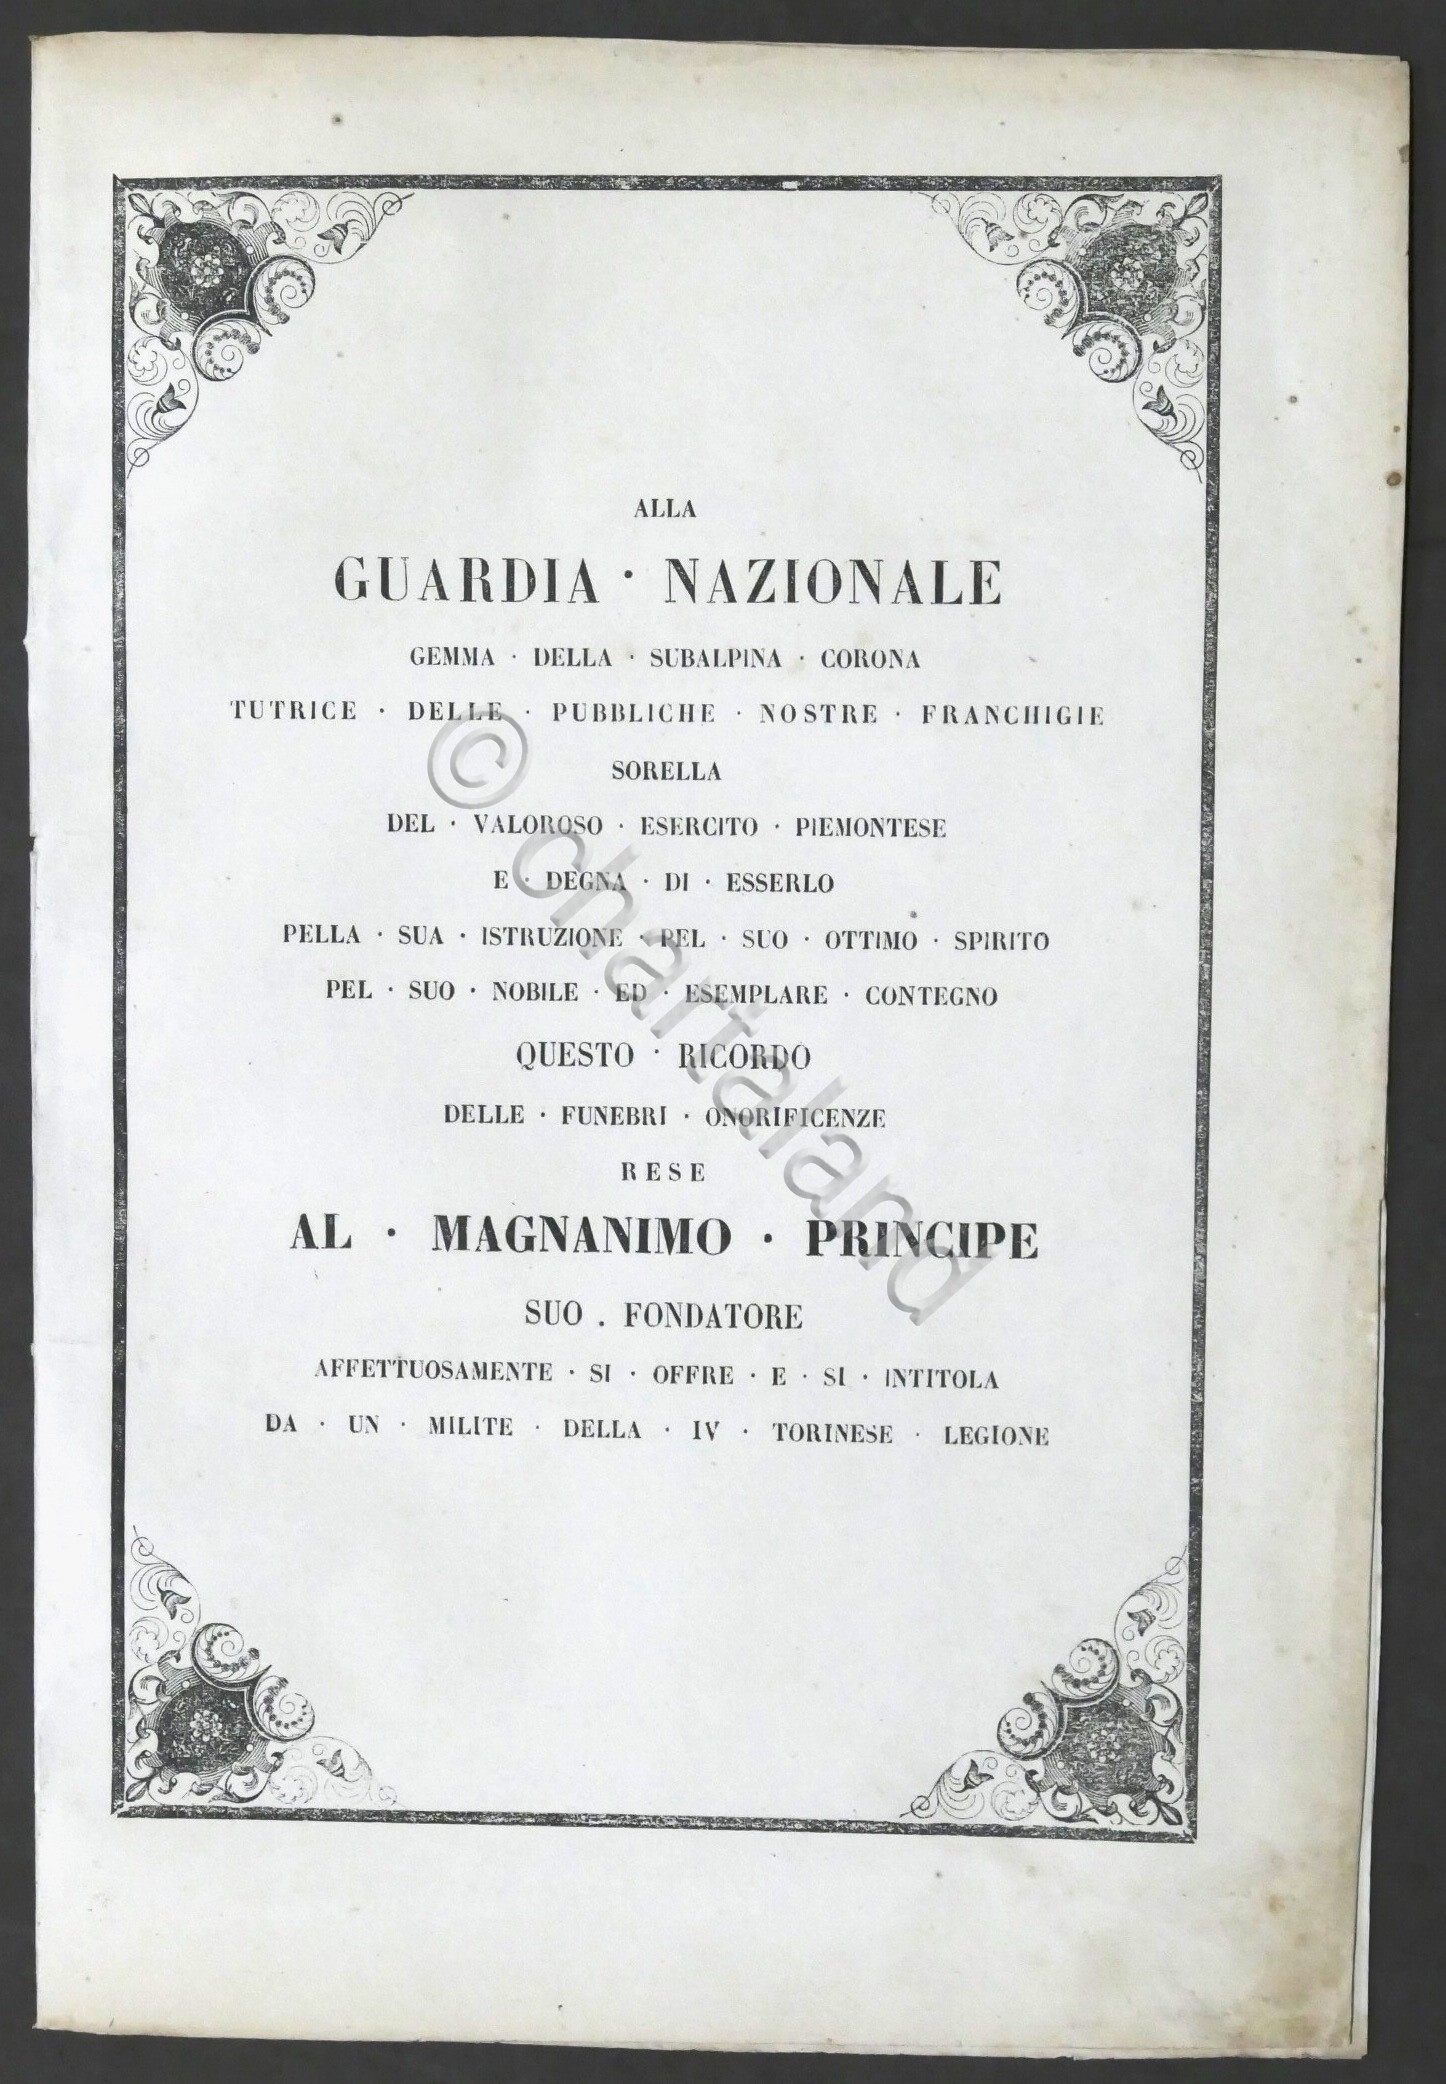 ALLA
GUARDIA · NAZIONALE
GEMMA · DELLA · SUBALPINA · CORONA
TUTRICE · DELLE · PUBBLICHE · NOSTRE · FRANCHIGIE
SORELLA
DEL · VALOROSO · ESERCITO · PIEMONTESE
E · DEGNA · DI · ESSERLO
PELLA · SUA · ISTRUZIONE · PEL · SUO · OTTIMO · SPIRITO
PEL · SUO · NOBILE · ED · ESEMPLARE · CONTEGNO
QUESTO · RICORDO
DELLE · FUNEBRI · ONORIFICENZE
RESE
AL · MAGNANIMO · PRINCIPE
SUO . FONDATORE
AFFETTUOSAMENTE · SI · OFFRE · E · SI · INTITOLA
DA · UN · MILITE · DELLA · IV · TORINESE · LEGIONE
© chartaland